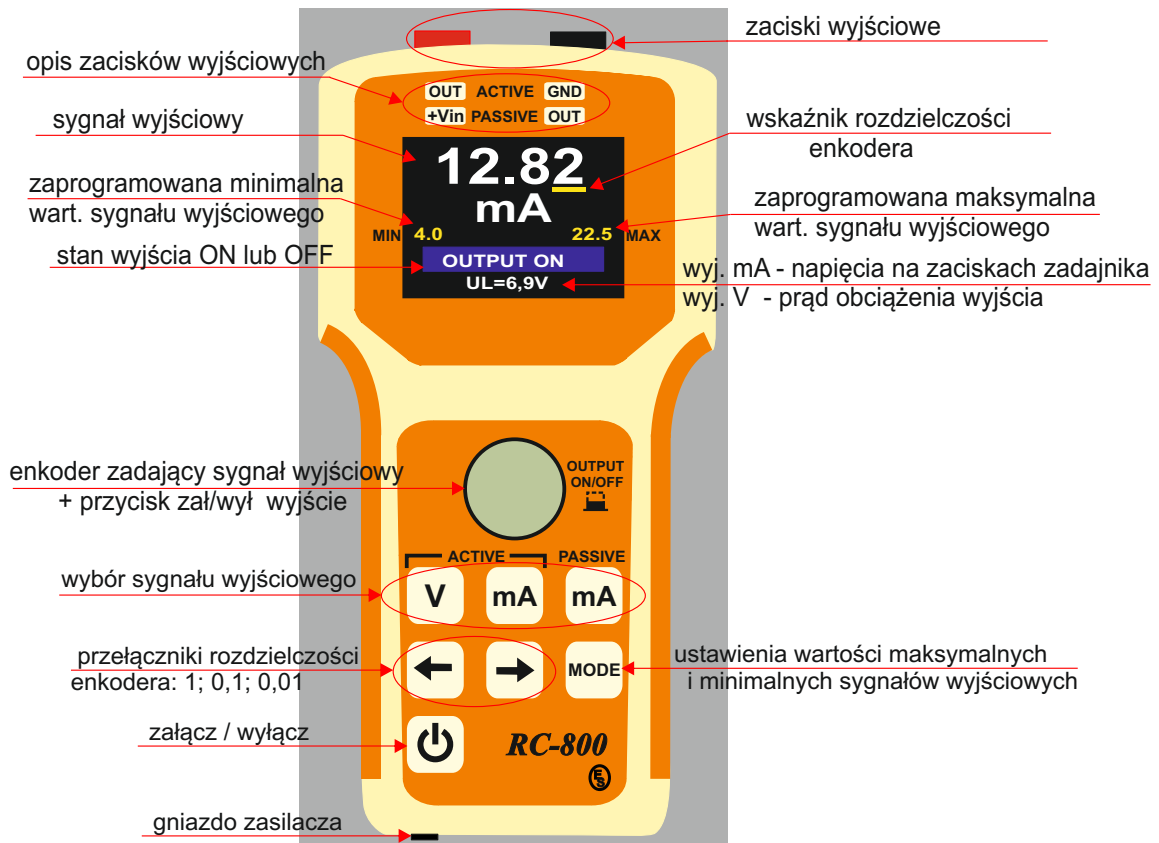 zaciski wyjściowe
opis zacisków wyjściowych
OUT ACTIVE GND
+Vin PASSIVE OUT
sygnał wyjściowy
wskaźnik rozdzielczości
enkodera
12.82
mA
zaprogramowana minimalna
wart. sygnału wyjściowego
zaprogramowana maksymalna
wart. sygnału wyjściowego
MIN 4.0 22.5 MAX
stan wyjścia ON lub OFF
OUTPUT ON
UL=6,9V
wyj. mA - napięcia na zaciskach zadajnika
wyj. V - prąd obciążenia wyjścia
enkoder zadający sygnał wyjściowy
+ przycisk zał/wył wyjście
OUTPUT
ON/OFF
ACTIVE PASSIVE
wybór sygnału wyjściowego
V mA mA
przełączniki rozdzielczości
enkodera: 1; 0,1; 0,01
MODE
ustawienia wartości maksymalnych
i minimalnych sygnałów wyjściowych
załącz / wyłącz
RC-800
ES
gniazdo zasilacza